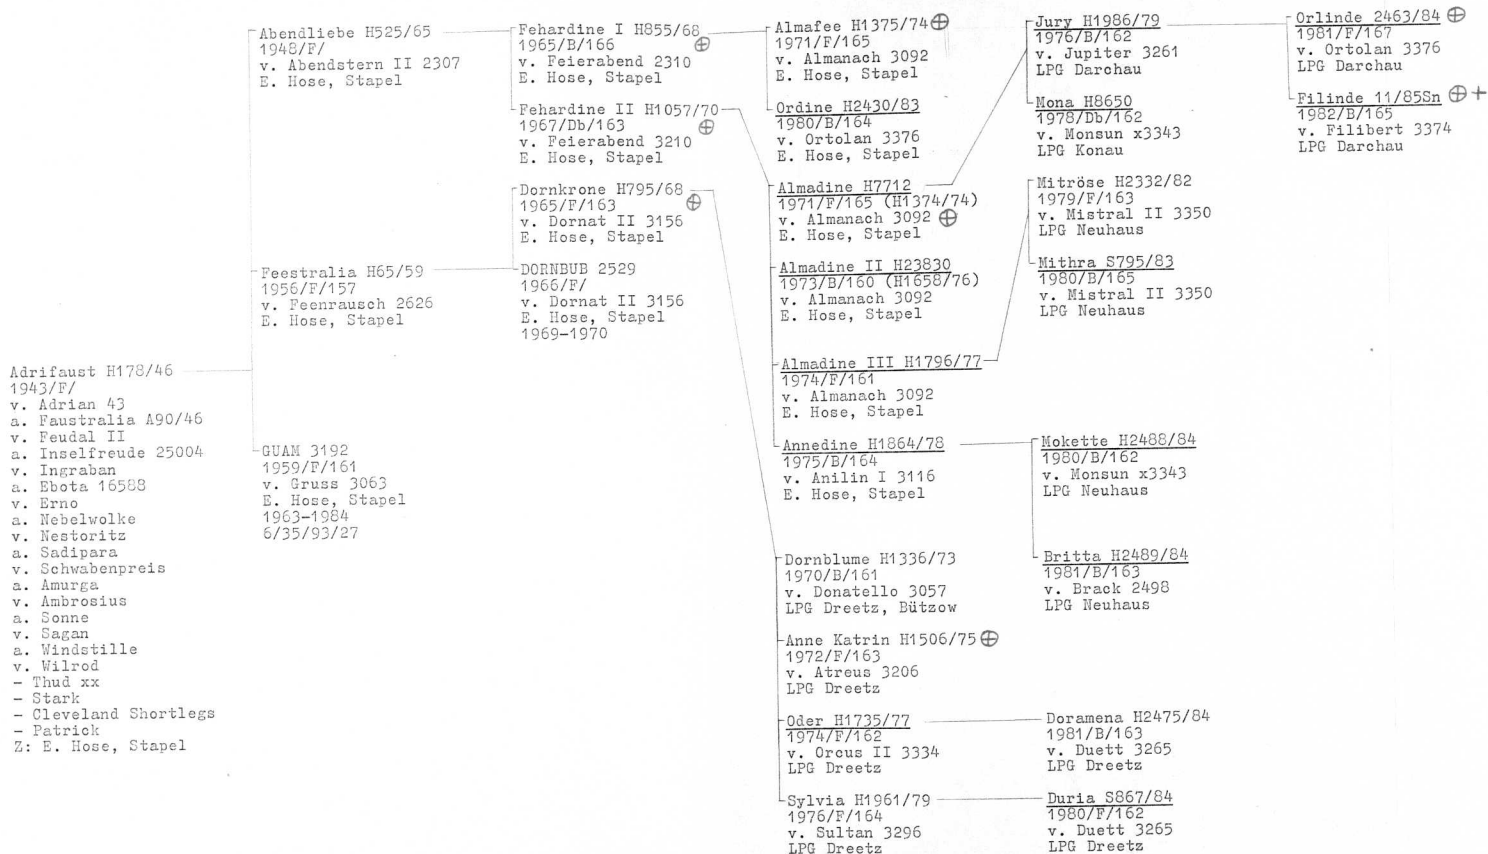 Adrifaust H178/46
1943/F/
v. Adrian 43
a. Faustralia A90/46
v. Feudal II
a. Inselfreude 25004
v. Ingraban
a. Ebota 16588
v. Erno
a. Nebelwolke
v. Nestoritz
a. Sadipara
v. Schwabenpreis
a. Amurga
v. Ambrosius
a. Sonne
v. Sagan
a. Windstille
v. Wilrod
- Thud xx
- Stark
- Cleveland Shortlegs
- Patrick
Z: E. Hose, Stapel
Abendliebe H525/65
1948/F/
v. Abendstern II 2307
E. Hose, Stapel
Feestralia H65/59
1956/F/157
v. Feenrausch 2626
E. Hose, Stapel
GUAM 3192
1959/F/161
v. Gruss 3063
E. Hose, Stapel
1963-1984
6/35/93/27
Fehardine I H855/68
1965/B/166
v. Feierabend 2310
E. Hose, Stapel
Fehardine II H1057/70
1967/Db/163
v. Feierabend 3210
E. Hose, Stapel
Dornkrone H795/68
1965/F/163
v. Dornat II 3156
E. Hose, Stapel
DORNBUB 2529
1966/F/
v. Dornat II 3156
E. Hose, Stapel
1969-1970
Almafee H1375/74
1971/F/165
v. Almanach 3092
E. Hose, Stapel
Ordine H2430/83
1980/B/164
v. Ortolan 3376
E. Hose, Stapel
Almadine H7712
1971/F/165 (H1374/74)
v. Almanach 3092
E. Hose, Stapel
Almadine II H23830
1973/B/160 (H1658/76)
v. Almanach 3092
E. Hose, Stapel
Almadine III H1796/77
1974/F/161
v. Almanach 3092
E. Hose, Stapel
Annedine H1864/78
1975/B/164
v. Anilin I 3116
E. Hose, Stapel
Dornblume H1336/73
1970/B/161
v. Donatello 3057
LPG Dreetz, Bützow
Anne Katrin H1506/75
1972/F/163
v. Atreus 3206
LPG Dreetz
Oder H1735/77
1974/F/162
v. Orcus II 3334
LPG Dreetz
Sylvia H1961/79
1976/F/164
v. Sultan 3296
LPG Dreetz
Jury H1986/79
1976/B/162
v. Jupiter 3261
LPG Darchau
Mona H8650
1978/Db/162
v. Monsun x3343
LPG Konau
Mitröse H2332/82
1979/F/163
v. Mistral II 3350
LPG Neuhaus
Mithra S795/83
1980/B/165
v. Mistral II 3350
LPG Neuhaus
Mokette H2488/84
1980/B/162
v. Monsun x3343
LPG Neuhaus
Britta H2489/84
1981/B/163
v. Brack 2498
LPG Neuhaus
Doramena H2475/84
1981/B/163
v. Duett 3265
LPG Dreetz
Duria S867/84
1980/F/162
v. Duett 3265
LPG Dreetz
Orlinde 2463/84
1981/F/167
v. Ortolan 3376
LPG Darchau
Filinde 11/85Sn +
1982/B/165
v. Filibert 3374
LPG Darchau